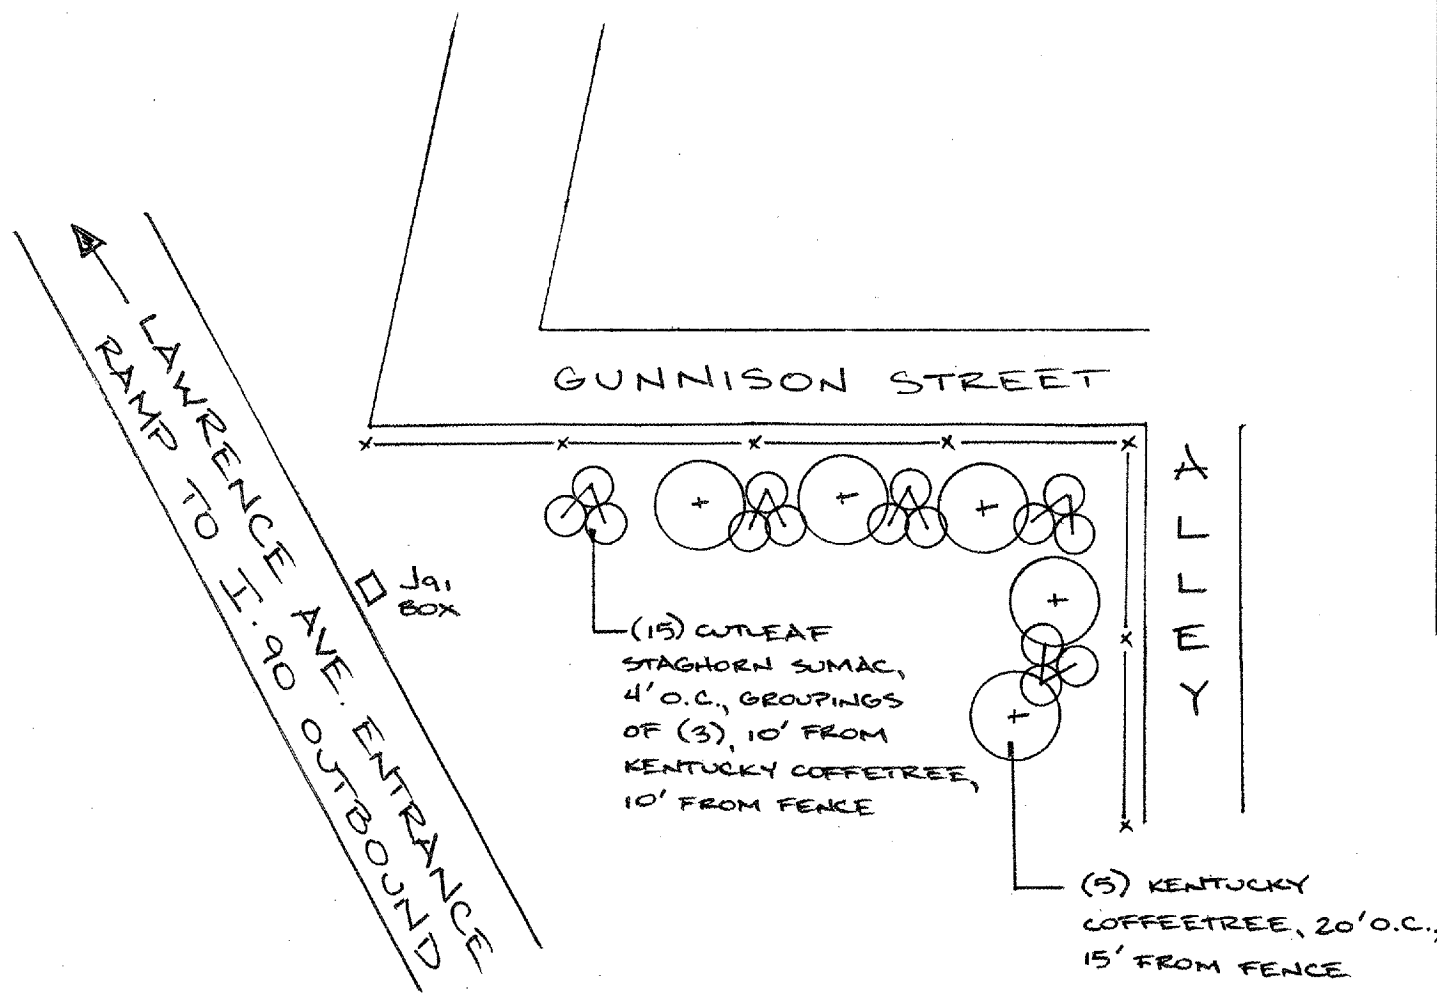 GUNNISON STREET
ALLEY
LAWRENCE AVE. ENTRANCE
RAMP TO I.90 OUTBOUND
J91
BOX
(15) CUTLEAF
STAGHORN SUMAC,
4' O.C., GROUPINGS
OF (3), 10' FROM
KENTUCKY COFFETREE,
10' FROM FENCE
(5) KENTUCKY
COFFEETREE, 20' O.C.,
15' FROM FENCE